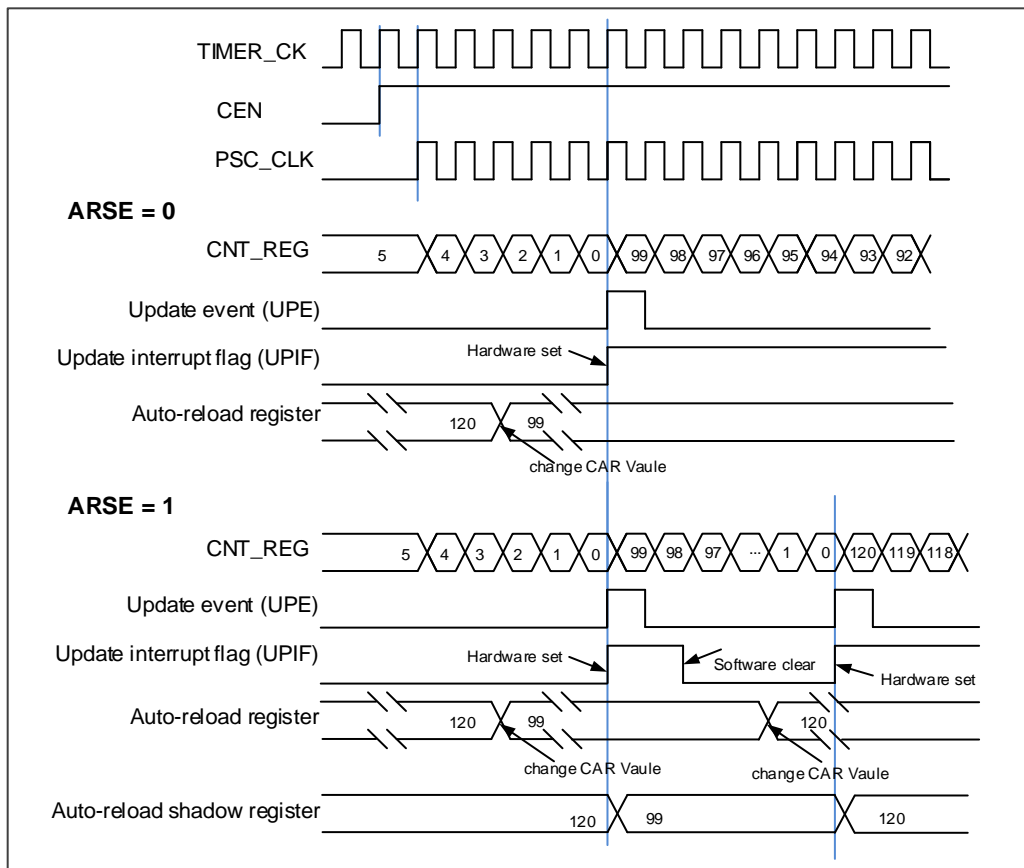 TIMER_CK
CEN
PSC_CLK
ARSE = 0
CNT_REG 5 4 3 2 1 0 99 98 97 96 95 94 93 92
Update event (UPE)
Update interrupt flag (UPIF) Hardware set
Auto-reload register 120 99
change CAR Vaule
ARSE = 1
CNT_REG 5 4 3 2 1 0 99 98 97 ... 1 0 120 119 118
Update event (UPE)
Update interrupt flag (UPIF) Hardware set Software clear Hardware set
Auto-reload register 120 99 120
change CAR Vaule change CAR Vaule
Auto-reload shadow register 120 99 120